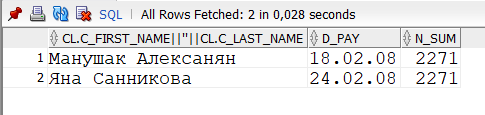 SQL | All Rows Fetched: 2 in 0,028 seconds
CL.C_FIRST_NAME||''||CL.C_LAST_NAME D_PAY N_SUM
1 Манушак Алексанян 18.02.08 2271
2 Яна Санникова 24.02.08 2271